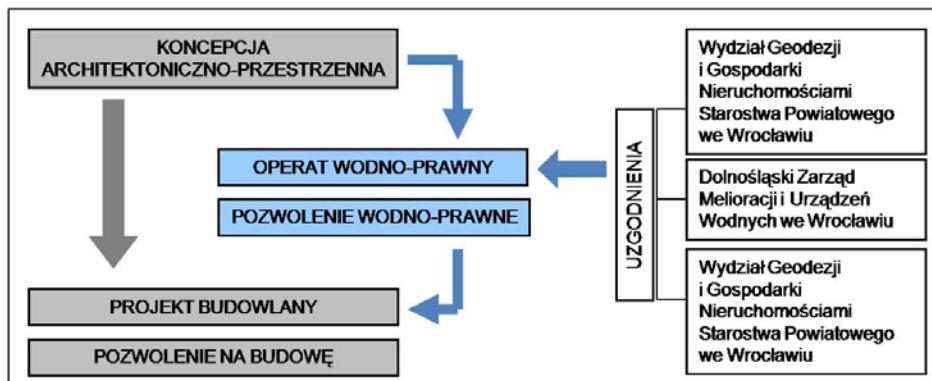 KONCEPCJA
ARCHITEKTONICZNO-PRZESTRZENNA
OPERAT WODNO-PRAWNY
POZWOLENIE WODNO-PRAWNE
PROJEKT BUDOWLANY
POZWOLENIE NA BUDOWĘ
UZGODNIENIA
Wydział Geodezji
i Gospodarki
Nieruchomościami
Starostwa Powiatowego
we Wrocławiu
Dolnośląski Zarząd
Melioracji i Urządzeń
Wodnych we Wrocławiu
Wydział Geodezji
i Gospodarki
Nieruchomościami
Starostwa Powiatowego
we Wrocławiu